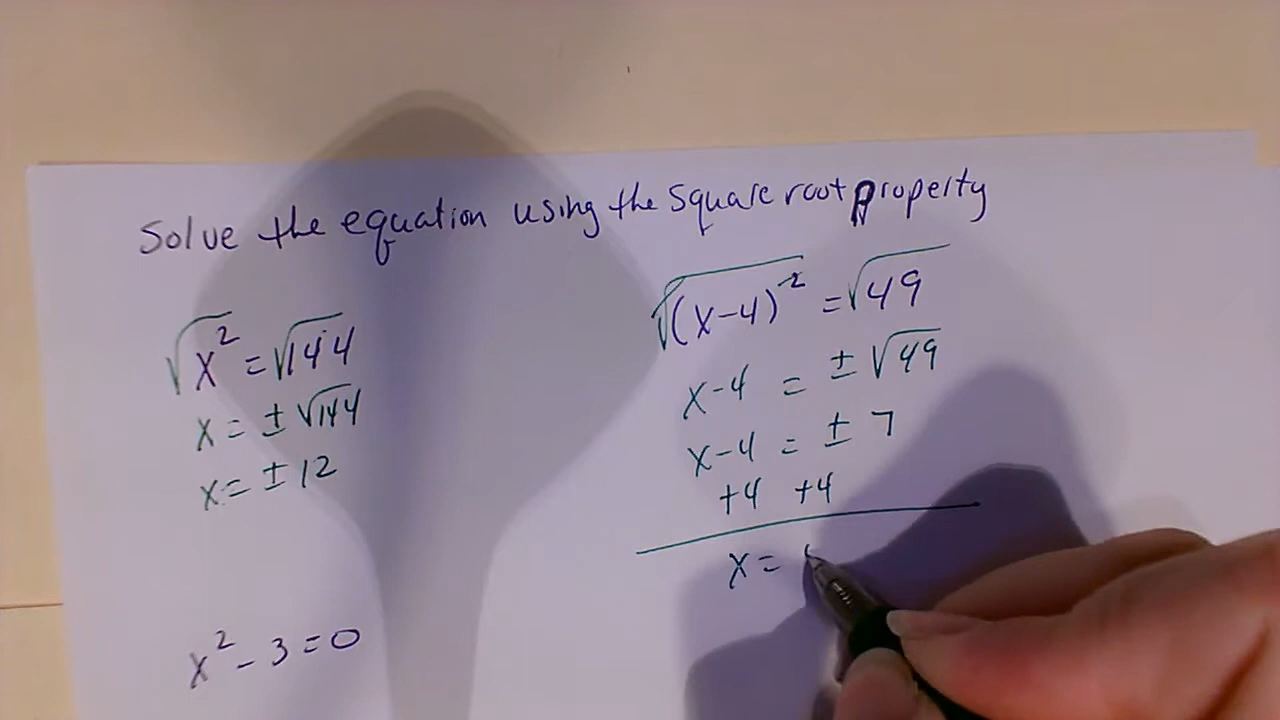 Solve the equation using the square root property
√x² = √144
x = ± √144
x = ± 12
x² - 3 = 0
√(x-4)² = √49
x-4 = ± √49
x-4 = ± 7
+4 +4
x =